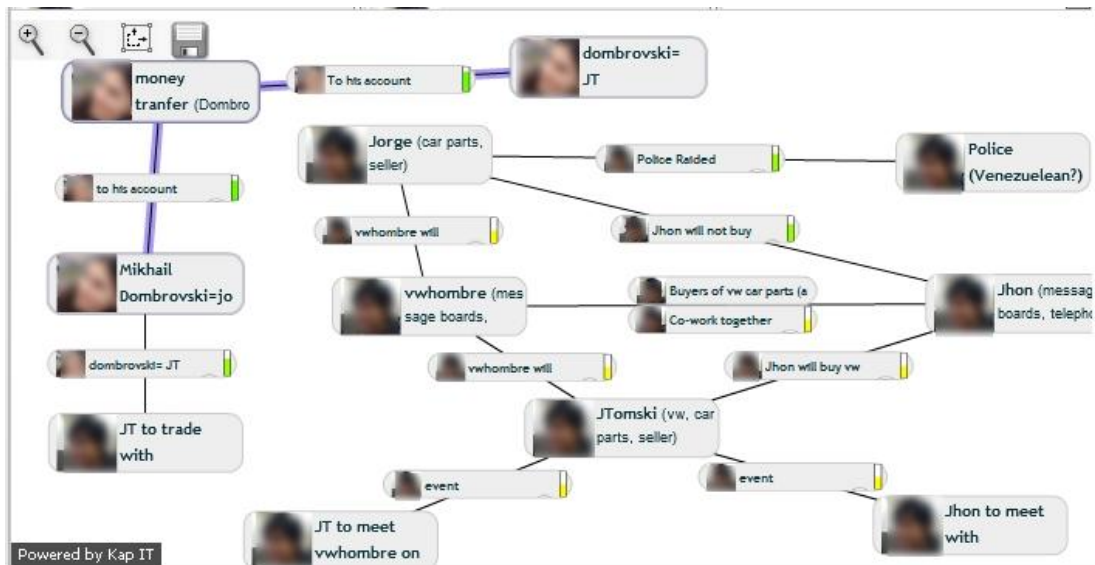 money
tranfer (Dombro
To his account
dombrovski=
JT
to his account
Mikhail
Dombrovski=jo
dombrovski= JT
JT to trade
with
Jorge (car parts,
seller)
Police Raided
Police
(Venezuelean?)
vwhombre will
Jhon will not buy
vwhombre (mes
sage boards,
Buyers of vw car parts (a
Co-work together
Jhon (messag
boards, telepho
vwhombre will
Jhon will buy vw
JTomski (vw, car
parts, seller)
event
event
JT to meet
vwhombre on
Jhon to meet
with
Powered by Kap IT